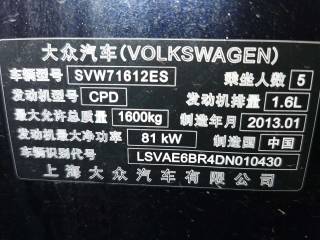 大众汽车(VOLKSWAGEN)
车辆型号 SVW71612ES 乘坐人数 5
发动机型号 CPD 发动机排量 1.6L
最大允许总质量 1600kg 制造年月 2013.01
发动机最大净功率 81 kW 制造国 中国
车辆识别代号 LSVAE6BR4DN010430
上海大众汽车有限公司